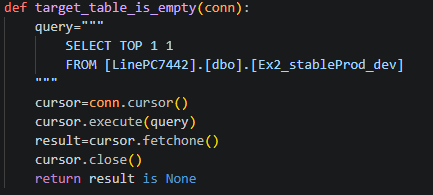 def target_table_is_empty(conn):
    query="""
        SELECT TOP 1 1
        FROM [LinePC7442].[dbo].[Ex2_stableProd_dev]
    """
    cursor=conn.cursor()
    cursor.execute(query)
    result=cursor.fetchone()
    cursor.close()
    return result is None